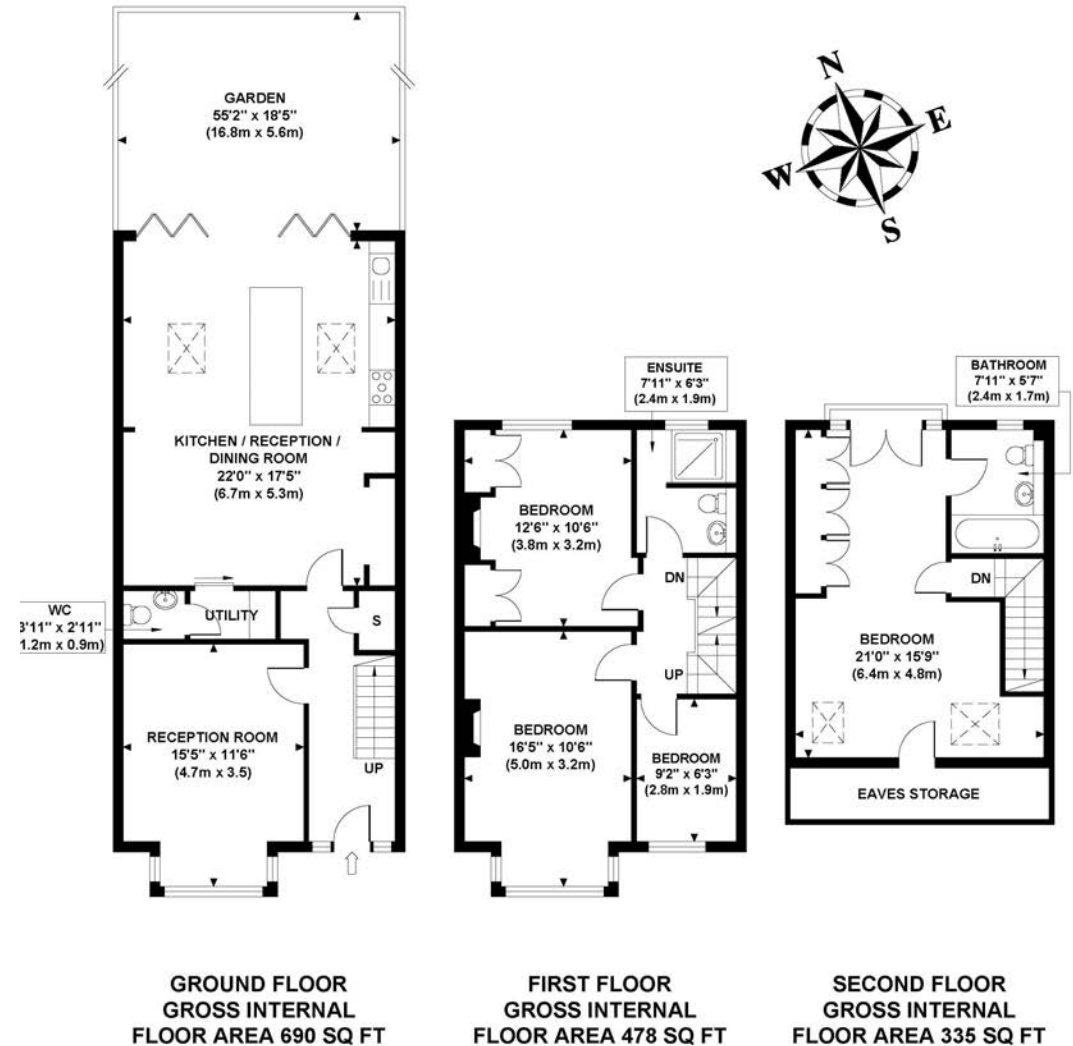 GARDEN
55'2" x 18'5"
(16.8m x 5.6m)
N
E
W
S
KITCHEN / RECEPTION /
DINING ROOM
22'0" x 17'5"
(6.7m x 5.3m)
WC
3'11" x 2'11"
1.2m x 0.9m)
UTILITY
S
RECEPTION ROOM
15'5" x 11'6"
(4.7m x 3.5)
UP
ENSUITE
7'11" x 6'3"
(2.4m x 1.9m)
BEDROOM
12'6" x 10'6"
(3.8m x 3.2m)
DN
UP
BEDROOM
16'5" x 10'6"
(5.0m x 3.2m)
BEDROOM
9'2" x 6'3"
(2.8m x 1.9m)
BATHROOM
7'11" x 5'7"
(2.4m x 1.7m)
DN
BEDROOM
21'0" x 15'9"
(6.4m x 4.8m)
EAVES STORAGE
GROUND FLOOR
GROSS INTERNAL
FLOOR AREA 690 SQ FT
FIRST FLOOR
GROSS INTERNAL
FLOOR AREA 478 SQ FT
SECOND FLOOR
GROSS INTERNAL
FLOOR AREA 335 SQ FT